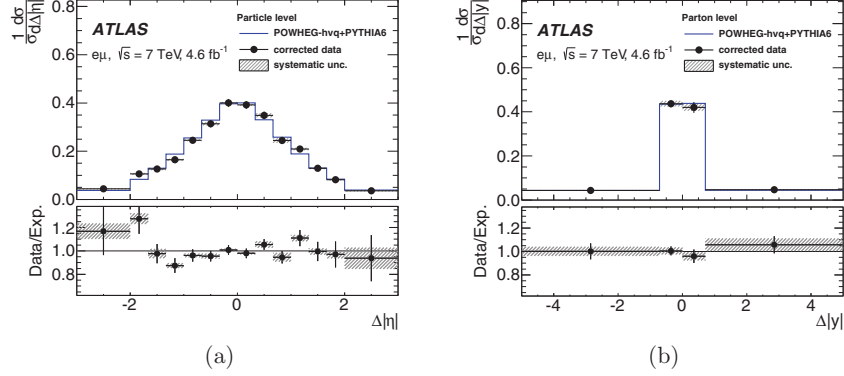 1/σ dσ/dΔ|η|
ATLAS
eμ, √s = 7 TeV, 4.6 fb⁻¹
Particle level
POWHEG-hvq+PYTHIA6
corrected data
systematic unc.
0.8
0.6
0.4
0.2
0.0
Data/Exp.
1.2
1.0
0.8
-2 0 2
Δ|η|
(a)
1/σ dσ/dΔ|y|
ATLAS
eμ, √s = 7 TeV, 4.6 fb⁻¹
Parton level
POWHEG-hvq+PYTHIA6
corrected data
systematic unc.
0.8
0.6
0.4
0.2
0.0
Data/Exp.
1.2
1.0
0.8
-4 -2 0 2 4
Δ|y|
(b)